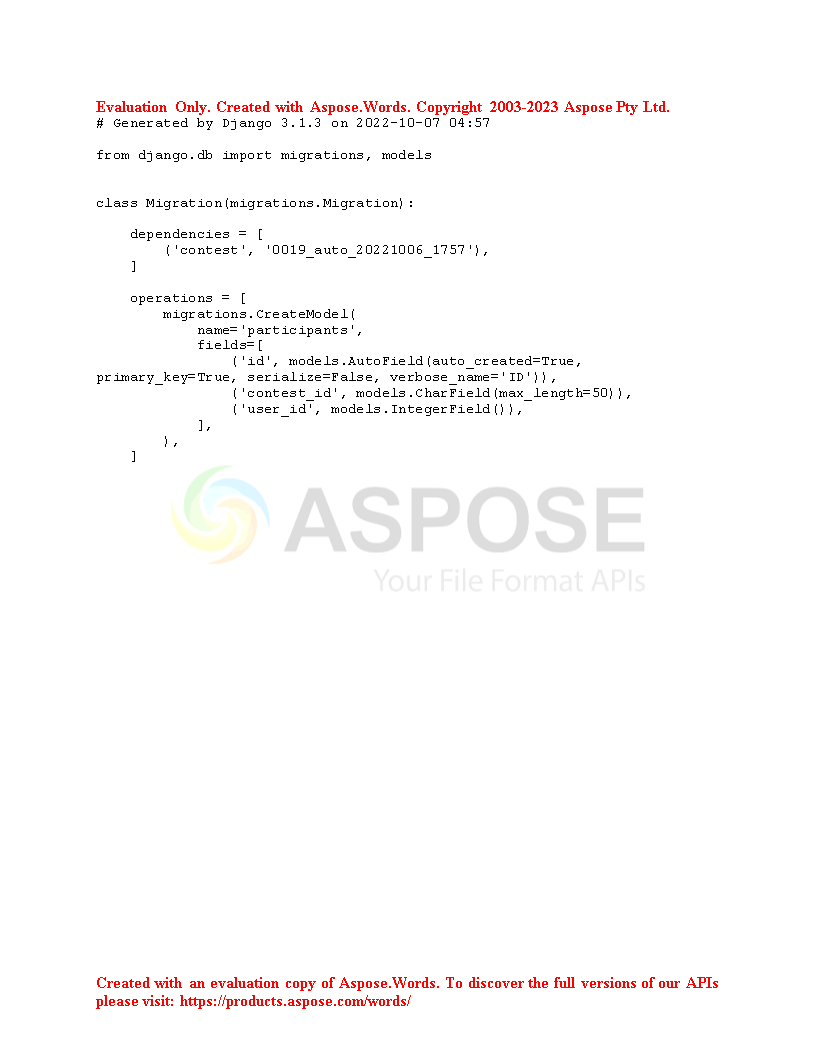 Evaluation Only. Created with Aspose.Words. Copyright 2003-2023 Aspose Pty Ltd.
# Generated by Django 3.1.3 on 2022-10-07 04:57

from django.db import migrations, models


class Migration(migrations.Migration):

    dependencies = [
        ('contest', '0019_auto_20221006_1757'),
    ]

    operations = [
        migrations.CreateModel(
            name='participants',
            fields=[
                ('id', models.AutoField(auto_created=True,
primary_key=True, serialize=False, verbose_name='ID')),
                ('contest_id', models.CharField(max_length=50)),
                ('user_id', models.IntegerField()),
            ],
        ),
    ]
ASPOSE
Your File Format APIs
Created with an evaluation copy of Aspose.Words. To discover the full versions of our APIs
please visit: https://products.aspose.com/words/